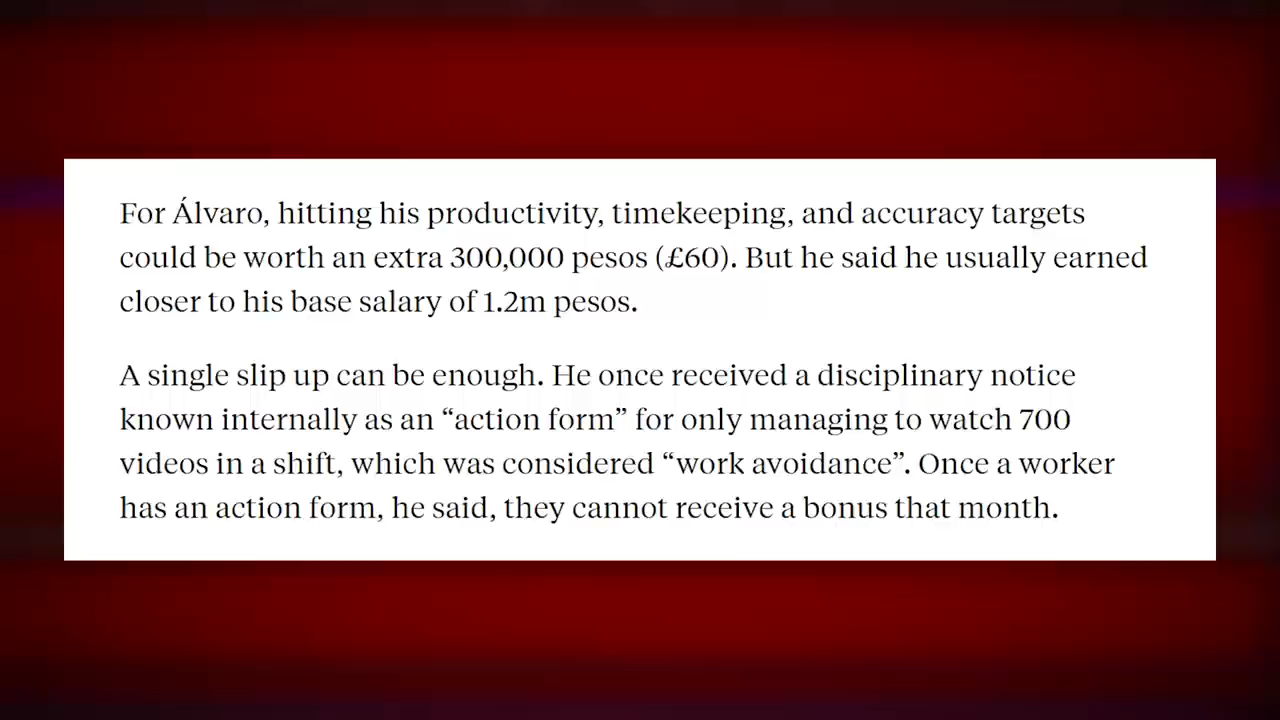 For Álvaro, hitting his productivity, timekeeping, and accuracy targets
could be worth an extra 300,000 pesos (£60). But he said he usually earned
closer to his base salary of 1.2m pesos.
A single slip up can be enough. He once received a disciplinary notice
known internally as an “action form” for only managing to watch 700
videos in a shift, which was considered “work avoidance”. Once a worker
has an action form, he said, they cannot receive a bonus that month.